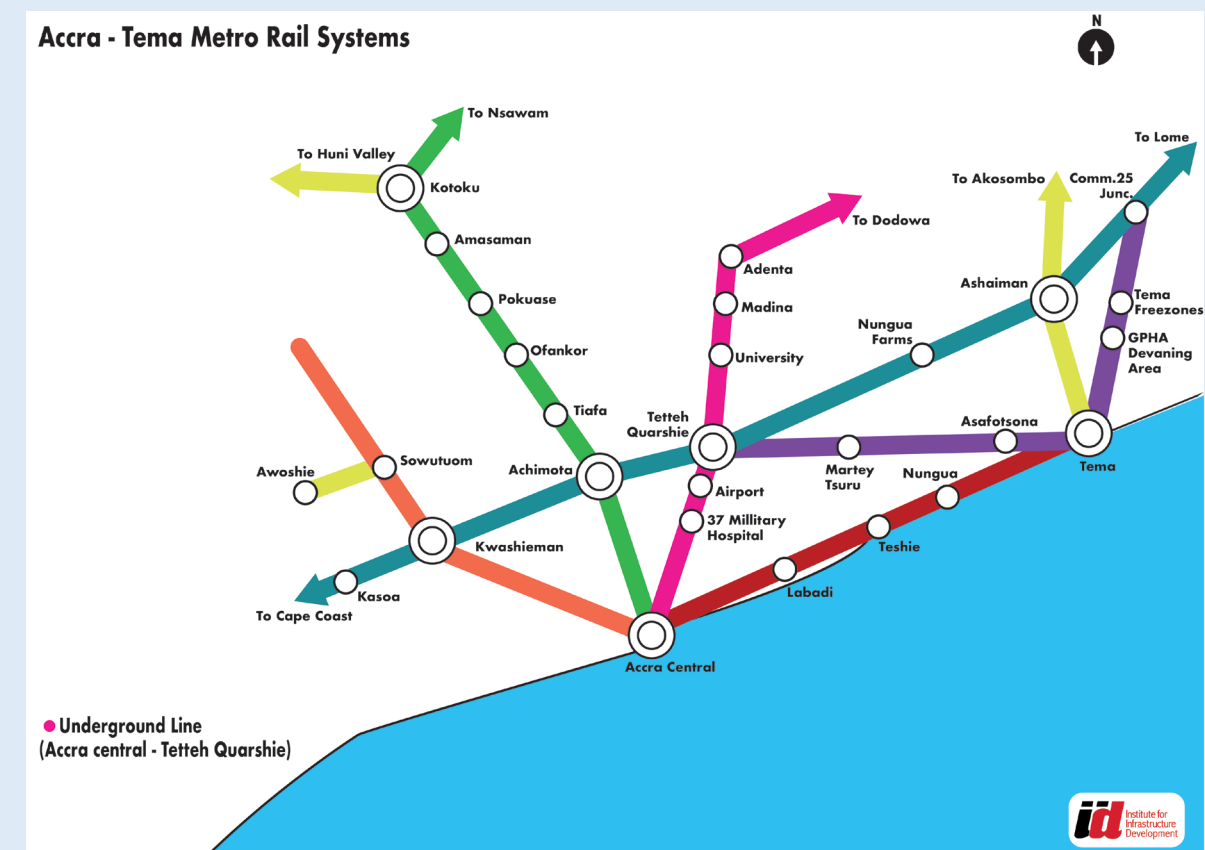 Accra - Tema Metro Rail Systems
N
To Nsawam
To Huni Valley
Kotoku
Amasaman
Pokuase
Ofankor
Tiafa
Achimota
Awoshie
Sowutuom
Kwashieman
Kasoa
To Cape Coast
To Dodowa
Adenta
Madina
University
Tetteh
Quarshie
Airport
37 Millitary
Hospital
Accra Central
To Lome
To Akosombo
Comm.25
Junc.
Ashaiman
Nungua
Farms
Tema
Freezones
GPHA
Devaning
Area
Asafotsona
Martey
Tsuru
Nungua
Tema
Teshie
Labadi
Underground Line
(Accra central - Tetteh Quarshie)
iid
Institute for
Infrastructure
Development